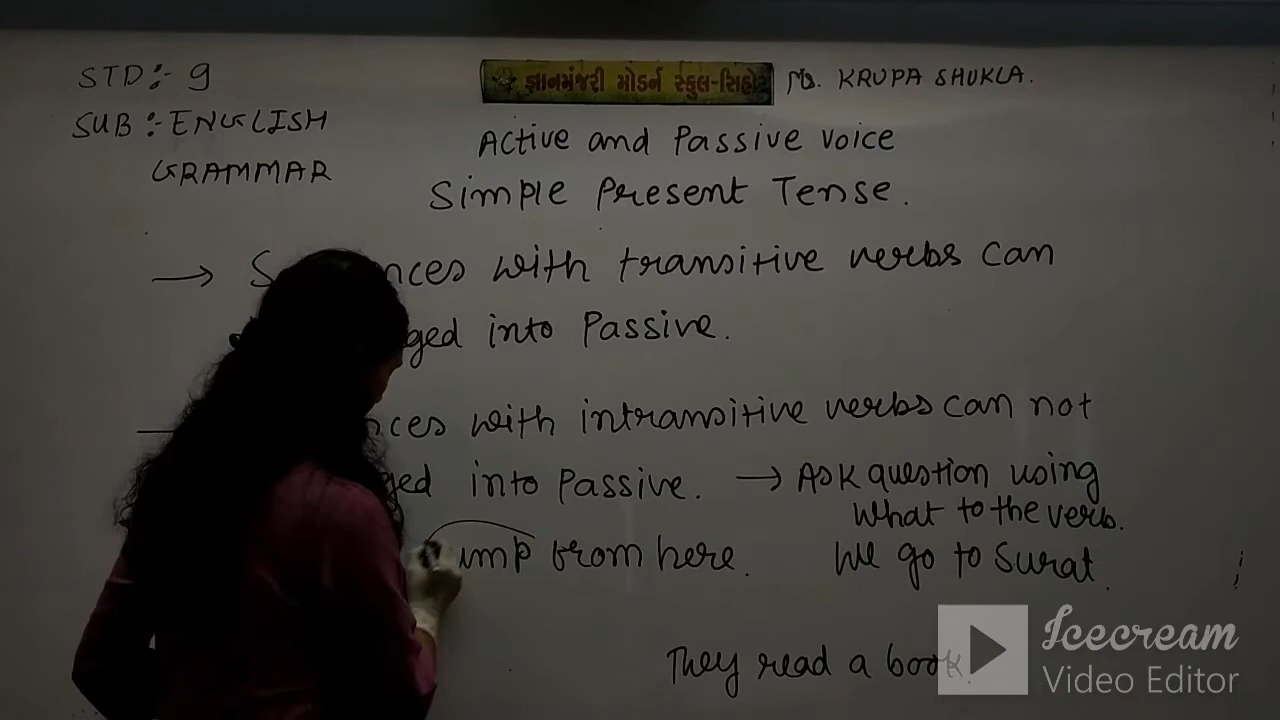 STD:- 9
જ્ઞાનમંજરી મોડર્ન સ્કુલ-સિહોર
KRUPA SHUKLA.
SUB:- ENGLISH
GRAMMAR
Active and Passive voice
Simple Present Tense.
→ S nces with transitive verbs can
ged into Passive.
nces with intransitive verbs can not
ged into Passive. → Ask question using
what to the verb.
ump from here. We go to Surat.
They read a book.
Icecream
Video Editor